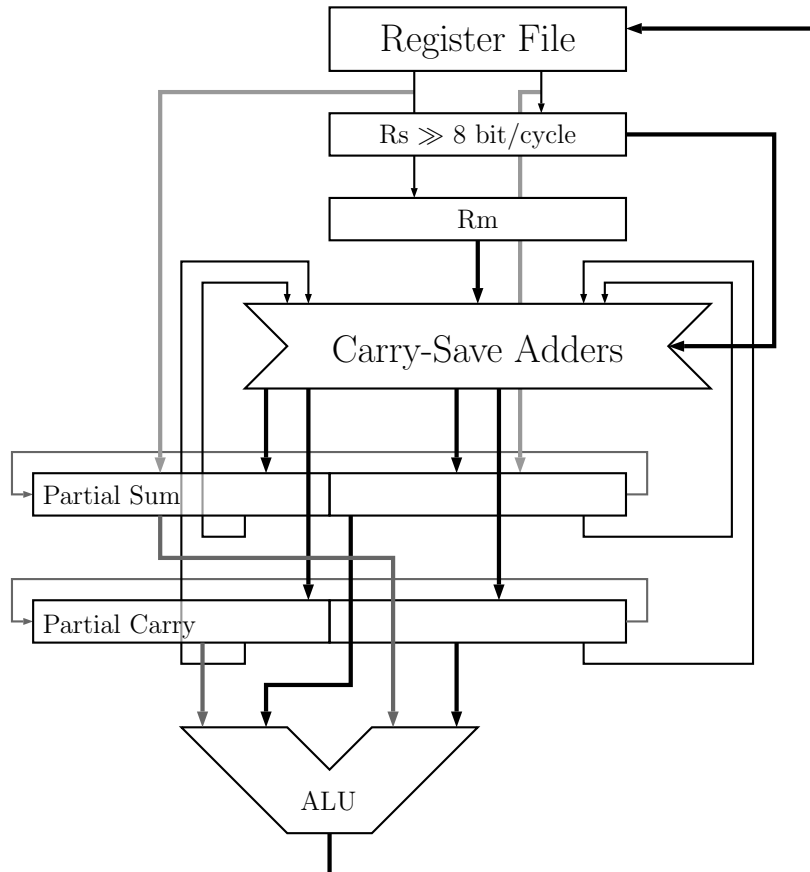 Register File
Rs ≫ 8 bit/cycle
Rm
Carry-Save Adders
Partial Sum
Partial Carry
ALU